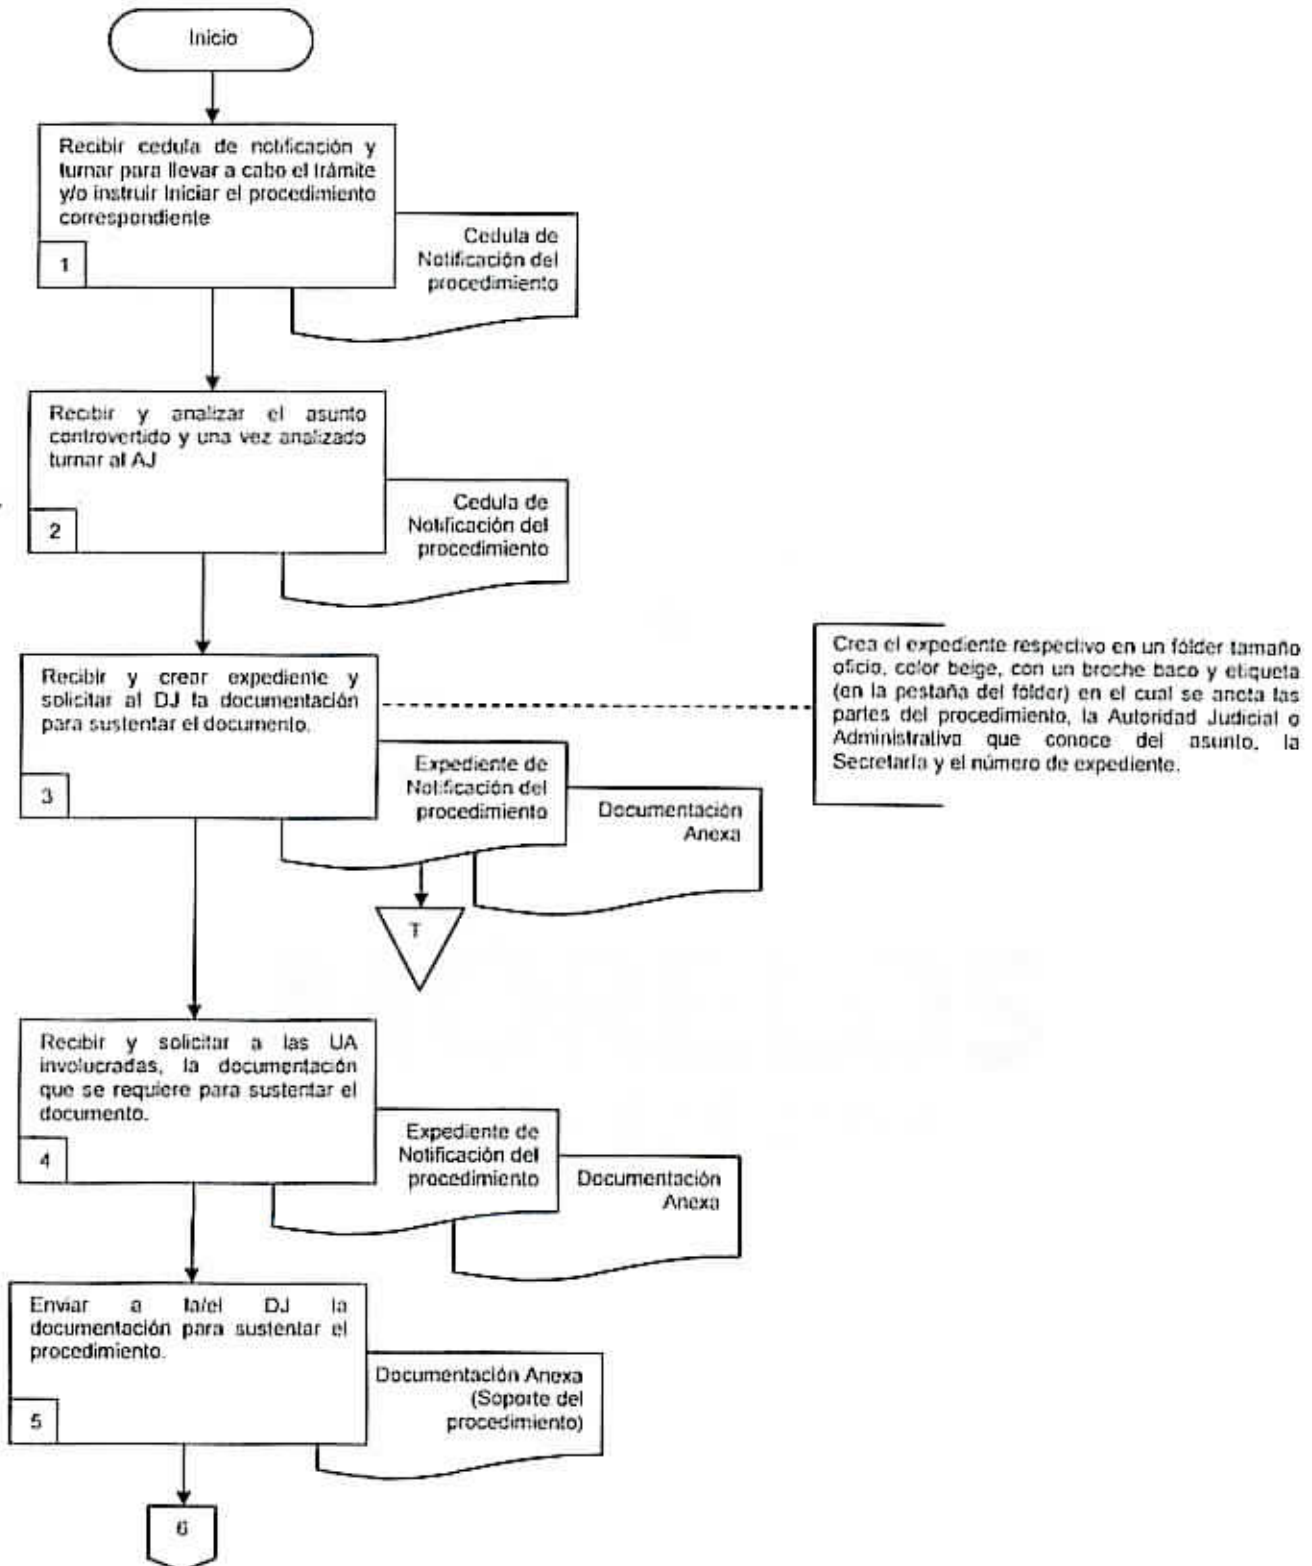 Inicio
Recibir cedula de notificación y
turnar para llevar a cabo el trámite
y/o instruir Iniciar el procedimiento
correspondiente
1
Cedula de
Notificación del
procedimiento
Recibir y analizar el asunto
controvertido y una vez analizado
turnar al AJ
2
Cedula de
Notificación del
procedimiento
Recibir y crear expediente y
solicitar al DJ la documentación
para sustentar el documento.
3
Expediente de
Notificación del
procedimiento
Documentación
Anexa
T
Crea el expediente respectivo en un fólder tamaño
oficio, color beige, con un broche baco y etiqueta
(en la pestaña del fólder) en el cual se anota las
partes del procedimiento, la Autoridad Judicial o
Administrativa que conoce del asunto, la
Secretaría y el número de expediente.
Recibir y solicitar a las UA
involucradas, la documentación
que se requiere para sustentar el
documento.
4
Expediente de
Notificación del
procedimiento
Documentación
Anexa
Enviar a la/el DJ la
documentación para sustentar el
procedimiento.
5
Documentación Anexa
(Soporte del
procedimiento)
6